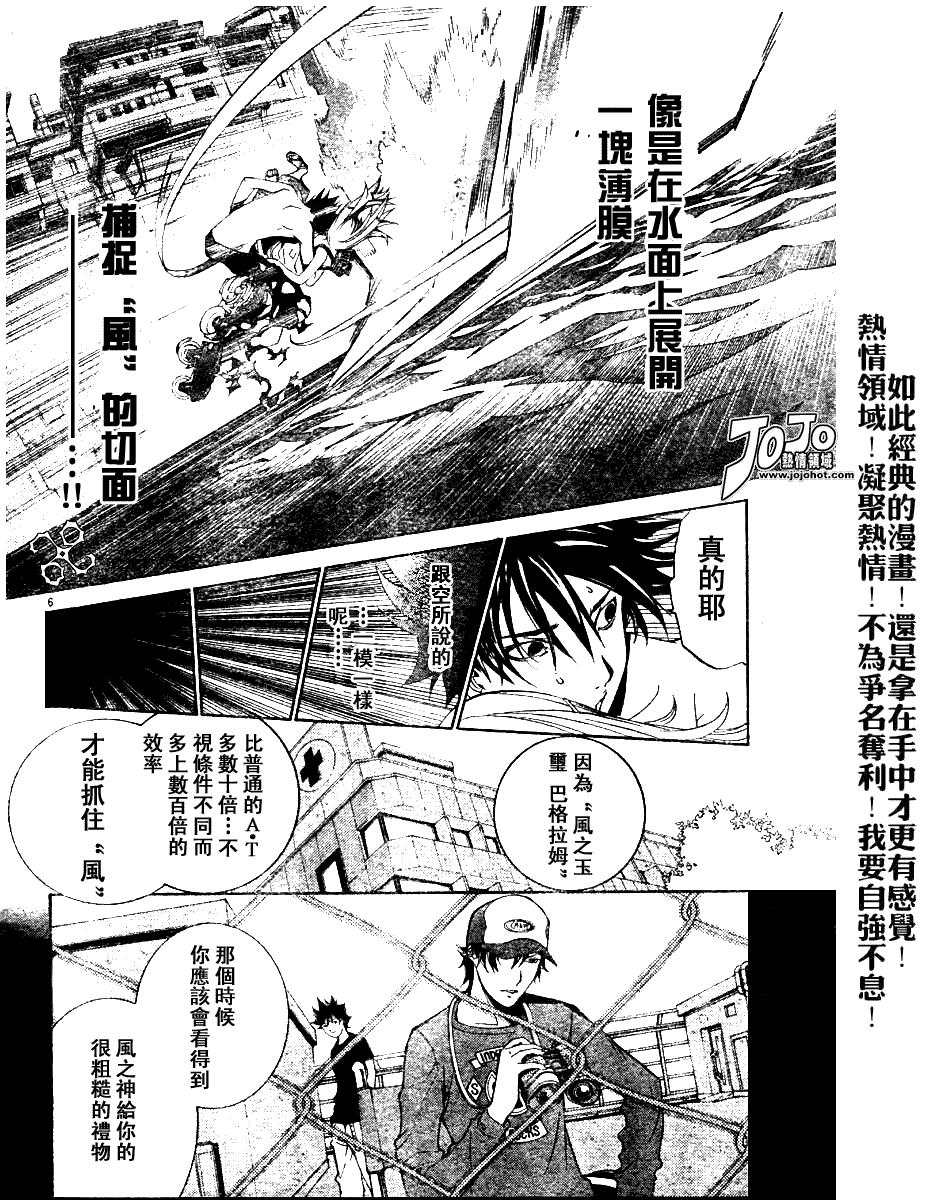 像是在水面上展開
一塊薄膜
捕捉“風”的切面
——…!!
JOJO
熱情領域
www.jojohot.com
真的耶
跟空所說的
…一模一樣
呢……
6
因為“風之玉
璽 巴格拉姆”
比普通的A·T
多數十倍…不
視條件不同而
多上數百倍的
效率
才能抓住“風”
那個時候
你應該會看得到
風之神給你的
很粗糙的禮物
如此經典的漫畫！還是拿在手中才更有感覺！
熱情領域！凝聚熱情！不為爭名奪利！我要自強不息！